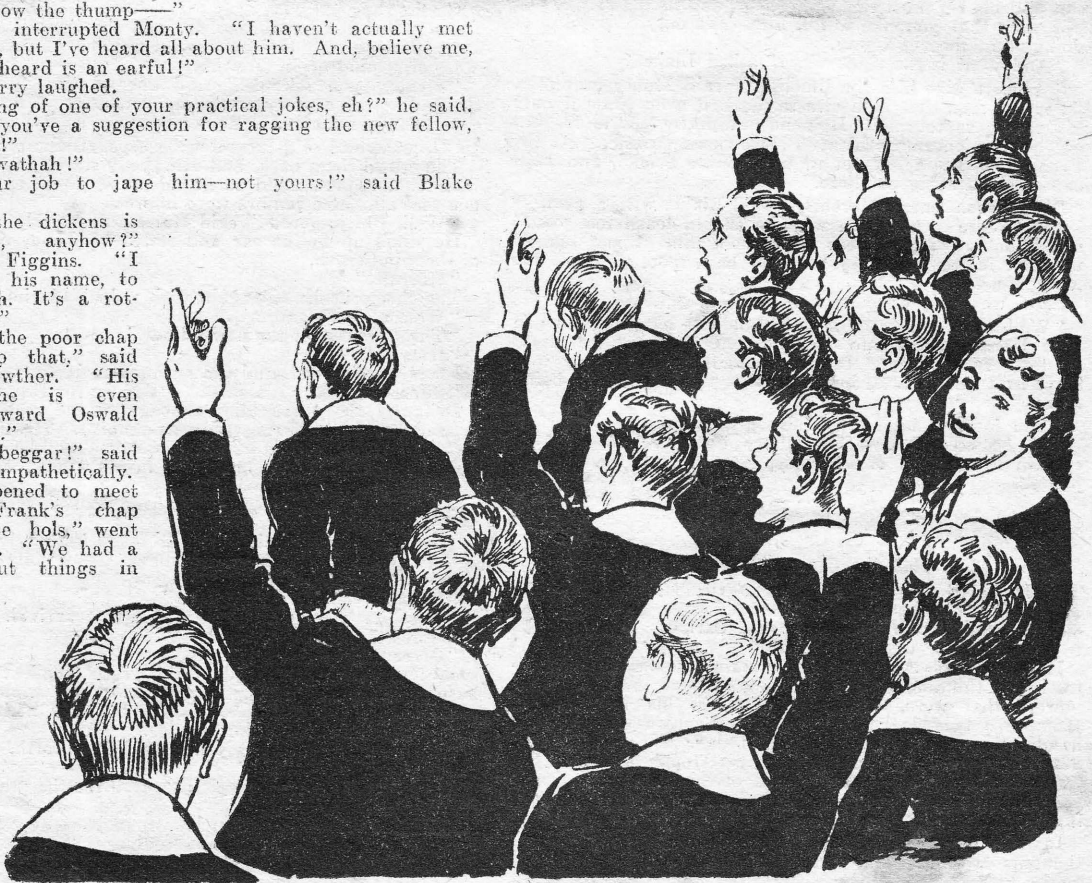 ow the thump——"
interrupted Monty. "I haven't actually met
, but I've heard all about him. And, believe me,
heard is an earful!"
rry laughed.
ng of one of your practical jokes, eh?" he said.
you've a suggestion for ragging the new fellow,
!"
wathah!"
ur job to jape him—not yours!" said Blake
he dickens is
, anyhow?"
Figgins. "I
his name, to
h. It's a rot-
"
the poor chap
p that," said
wther. "His
ne is even
ward Oswald
"
beggar!" said
mpathetically.
pened to meet
Frank's chap
e hols," went
. "We had a
ut things in